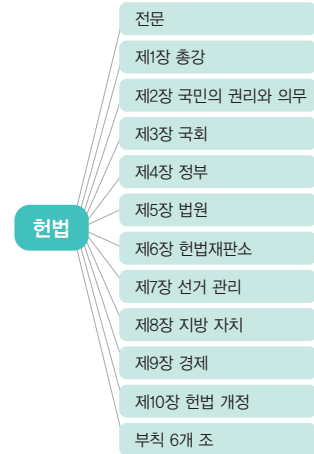 전문
제1장 총강
제2장 국민의 권리와 의무
제3장 국회
제4장 정부
제5장 법원
헌법
제6장 헌법재판소
제7장 선거 관리
제8장 지방 자치
제9장 경제
제10장 헌법 개정
부칙 6개 조